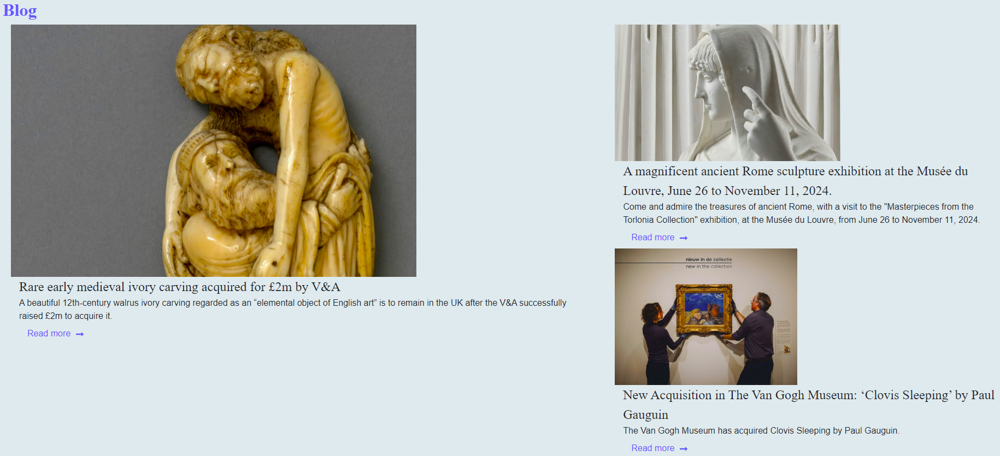 Blog
Rare early medieval ivory carving acquired for £2m by V&A
A beautiful 12th-century walrus ivory carving regarded as an “elemental object of English art” is to remain in the UK after the V&A successfully
raised £2m to acquire it.
Read more
A magnificent ancient Rome sculpture exhibition at the Musée du
Louvre, June 26 to November 11, 2024.
Come and admire the treasures of ancient Rome, with a visit to the "Masterpieces from the
Torlonia Collection" exhibition, at the Musée du Louvre, from June 26 to November 11, 2024.
Read more
nieuw in de collectie
new in the collection
New Acquisition in The Van Gogh Museum: ‘Clovis Sleeping’ by Paul
Gauguin
The Van Gogh Museum has acquired Clovis Sleeping by Paul Gauguin.
Read more